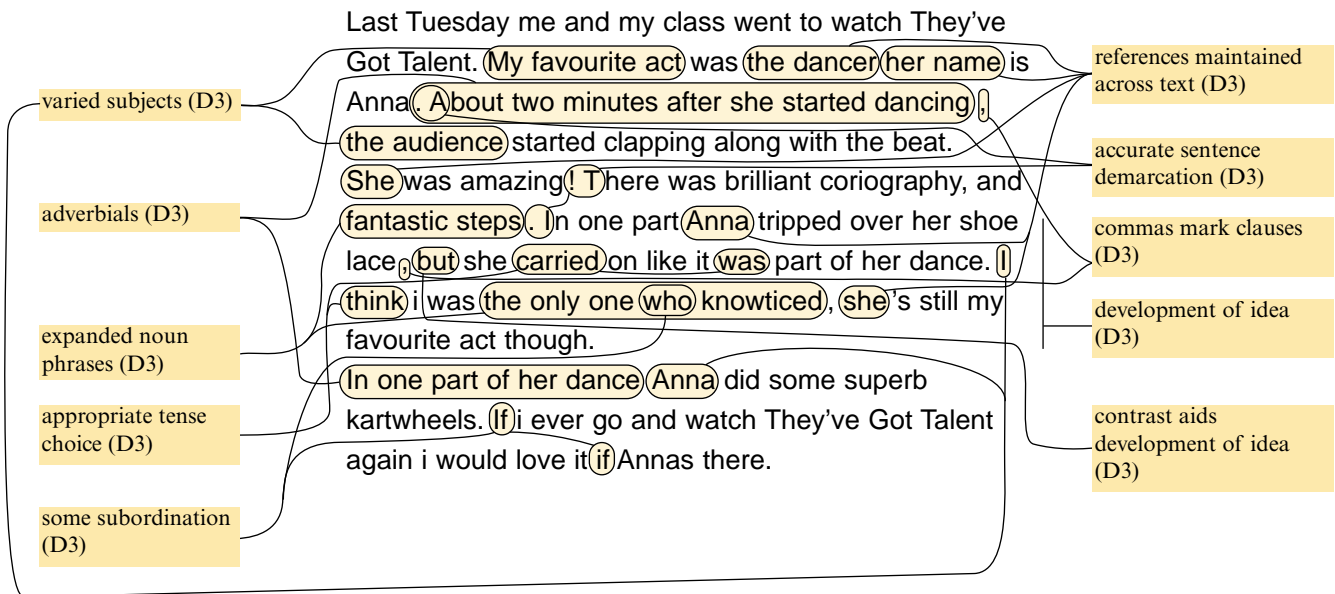 Last Tuesday me and my class went to watch They've
Got Talent. My favourite act was the dancer her name is
Anna. About two minutes after she started dancing,
the audience started clapping along with the beat.
She was amazing! There was brilliant coriography, and
fantastic steps. In one part Anna tripped over her shoe
lace, but she carried on like it was part of her dance. I
think i was the only one who knowticed, she's still my
favourite act though.
In one part of her dance Anna did some superb
kartwheels. If i ever go and watch They've Got Talent
again i would love it if Annas there.
varied subjects (D3)
adverbials (D3)
expanded noun
phrases (D3)
appropriate tense
choice (D3)
some subordination
(D3)
references maintained
across text (D3)
accurate sentence
demarcation (D3)
commas mark clauses
(D3)
development of idea
(D3)
contrast aids
development of idea
(D3)